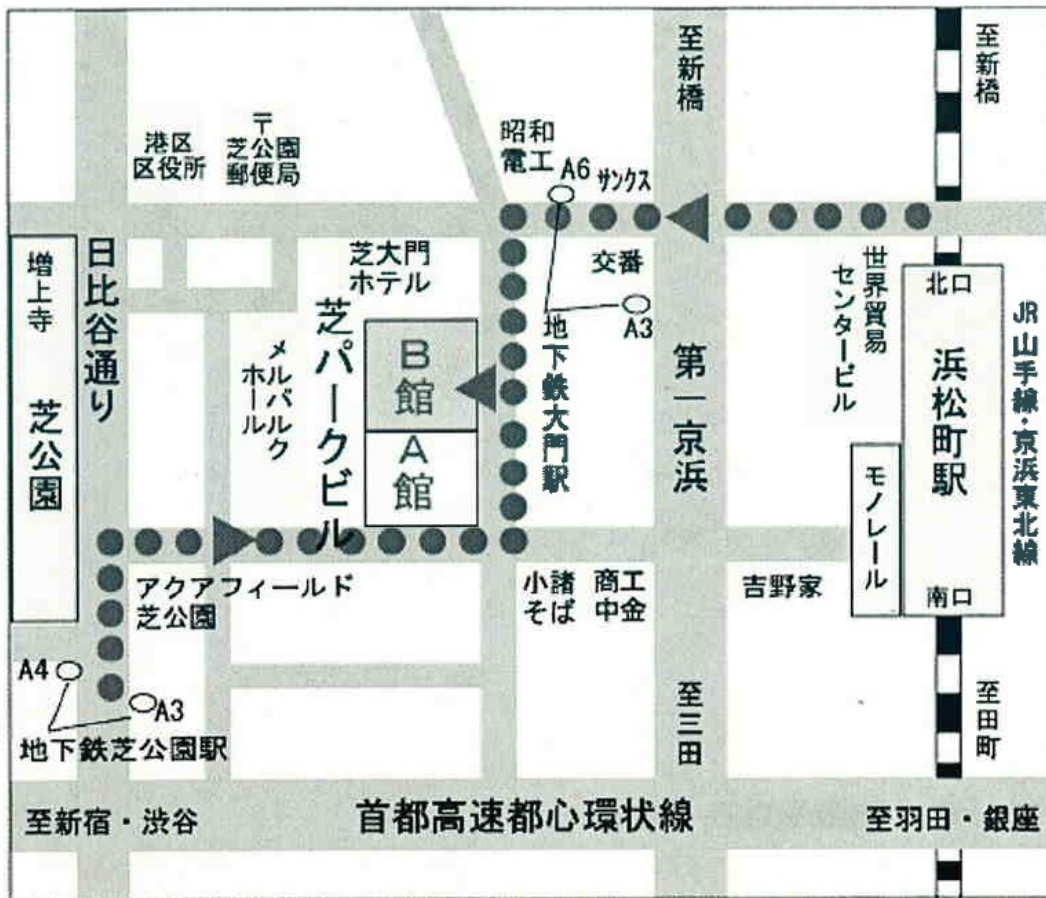 至新橋
至新橋
港区
区役所
〒
芝公園
郵便局
昭和
電工
A6
サンクス
増上寺
芝公園
日比谷通り
芝大門
ホテル
交番
A3
地下鉄大門駅
メルパルク
ホール
芝パークビル
B館
A館
第一京浜
世界貿易
センタービル
北口
浜松町駅
南口
モノレール
JR山手線・京浜東北線
アクアフィールド
芝公園
小諸
そば
商工
中金
吉野家
A4
A3
地下鉄芝公園駅
至三田
至田町
至新宿・渋谷
首都高速都心環状線
至羽田・銀座